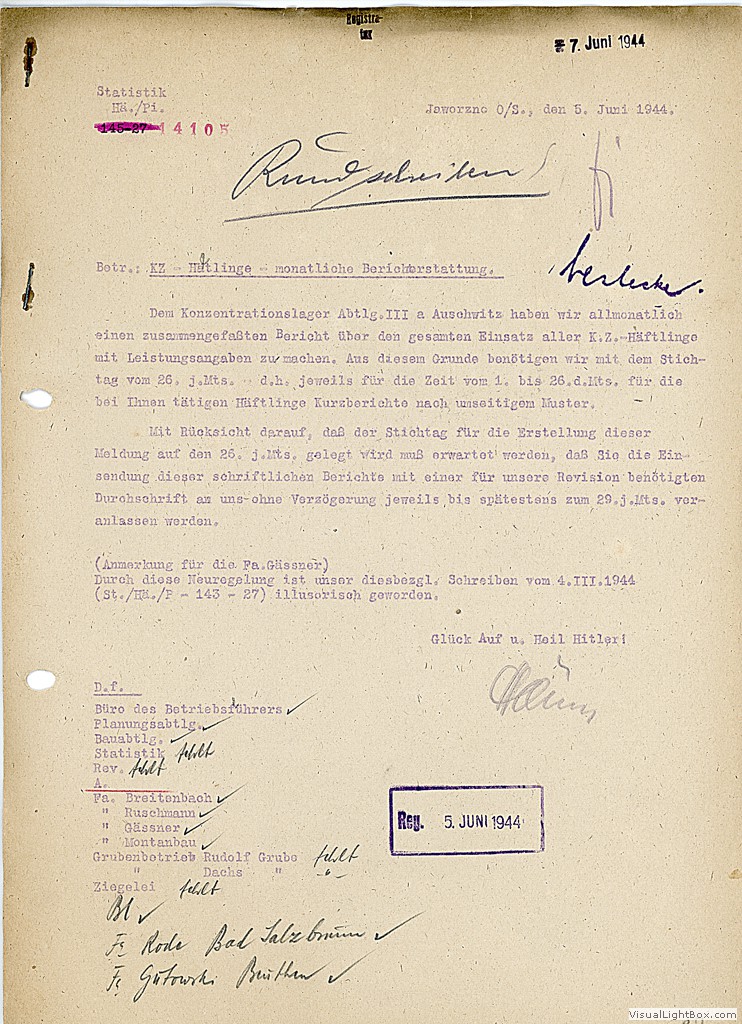 Registra-
tur
7. Juni 1944
Statistik
Hä./Pi.
Jaworzno O/S., den 5. Juni 1944.
145-27 14105
Rundschreiben
Betr.: KZ - Häftlinge - monatliche Berichterstattung.
Dem Konzentrationslager Abtlg.III a Auschwitz haben wir allmonatlich
einen zusammengefaßten Bericht über den gesamten Einsatz aller K.Z.-Häftlinge
mit Leistungsangaben zu machen. Aus diesem Grunde benötigen wir mit dem Stich-
tag vom 26. j.Mts. - d.h. jeweils für die Zeit vom 1. bis 26.d.Mts. für die
bei Ihnen tätigen Häftlinge Kurzberichte nach umseitigem Muster.
Mit Rücksicht darauf, daß der Stichtag für die Erstellung dieser
Meldung auf den 26. j.Mts. gelegt wird muß erwartet werden, daß Sie die Ein-
sendung dieser schriftlichen Berichte mit einer für unsere Revision benötigten
Durchschrift an uns-ohne Verzögerung jeweils bis spätestens zum 29.j.Mts. ver-
anlassen werden.
(Anmerkung für die Fa.Gässner)
Durch diese Neuregelung ist unser diesbezgl. Schreiben vom 4.III.1944
(St./Hä./P - 143 - 27) illusorisch geworden.
Glück Auf u. Heil Hitler!
D.f.
Büro des Betriebsführers
Planungsabtlg.
Bauabtlg.
Statistik fehlt
Rev. fehlt
A.
Fa. Breitenbach
" Ruschmann
" Gässner
" Montanbau
Grubenbetrieb Rudolf Grube fehlt
" Dachs " -"-
Ziegelei fehlt
Reg. 5. JUNI 1944
Bl
Fa Rode Bad Salzbrunn
Fa Gutowski Beuthen
VisualLightBox.com